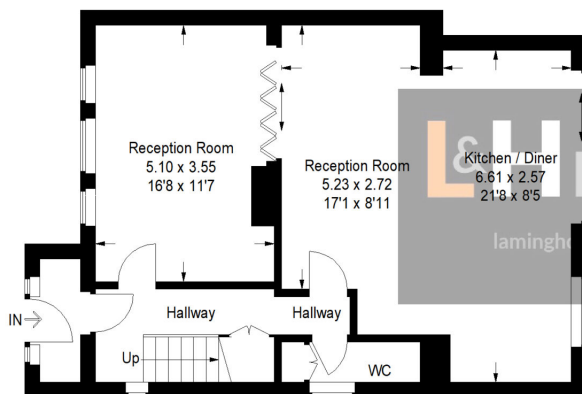 Reception Room
5.10 x 3.55
16'8 x 11'7
Reception Room
5.23 x 2.72
17'1 x 8'11
L&H
Kitchen / Diner
6.61 x 2.57
21'8 x 8'5
IN
Hallway
Hallway
Up
WC